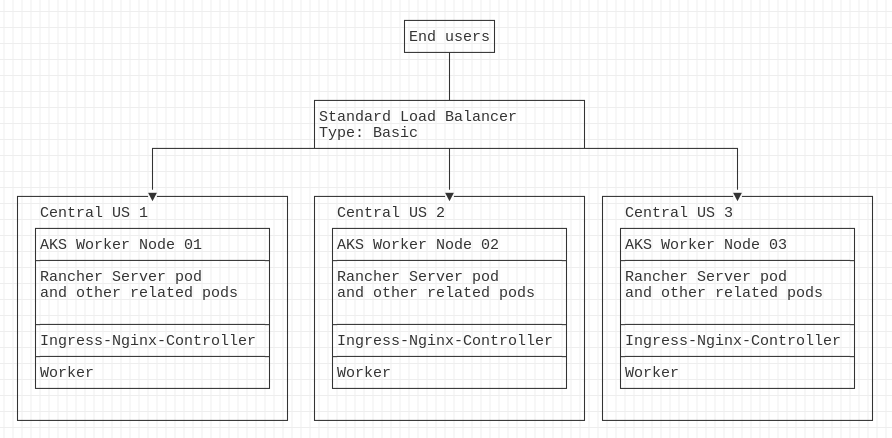 End users
Standard Load Balancer
Type: Basic
Central US 1
AKS Worker Node 01
Rancher Server pod
and other related pods
Ingress-Nginx-Controller
Worker
Central US 2
AKS Worker Node 02
Rancher Server pod
and other related pods
Ingress-Nginx-Controller
Worker
Central US 3
AKS Worker Node 03
Rancher Server pod
and other related pods
Ingress-Nginx-Controller
Worker